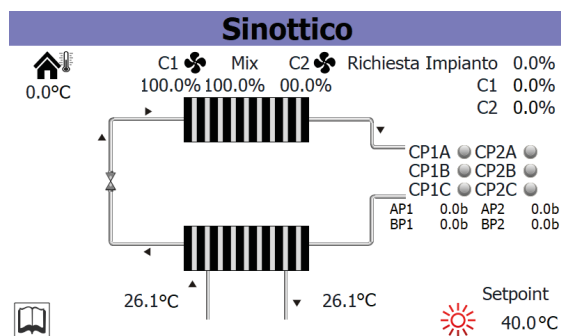 Sinottico
C1 Mix C2 Richiesta Impianto 0.0%
0.0°C 100.0% 100.0% 00.0% C1 0.0%
C2 0.0%
CP1A CP2A
CP1B CP2B
CP1C CP2C
AP1 0.0b AP2 0.0b
BP1 0.0b BP2 0.0b
26.1°C 26.1°C Setpoint
40.0°C